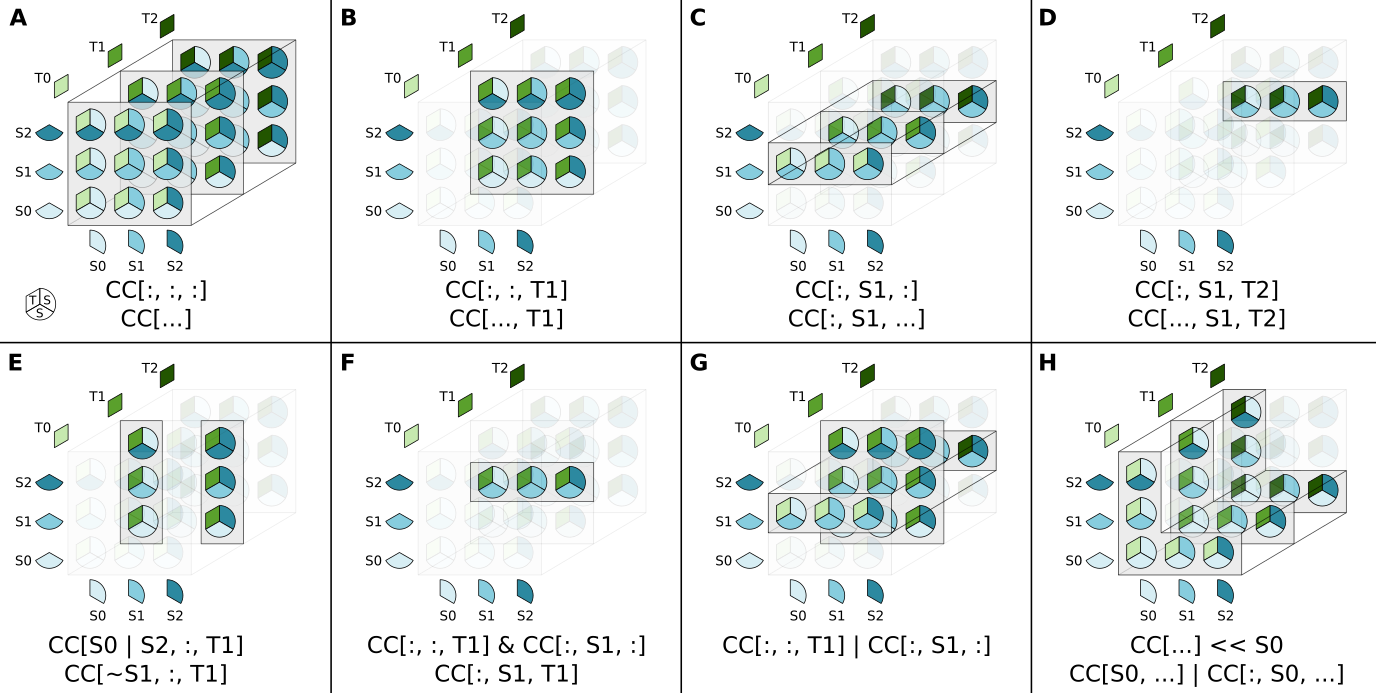 A
T2
T1
T0
S2
S1
S0
S0 S1 S2
T S
S
CC[:, :, :]
CC[...]
B
T2
T1
T0
S2
S1
S0
S0 S1 S2
CC[:, :, T1]
CC[..., T1]
C
T2
T1
T0
S2
S1
S0
S0 S1 S2
CC[:, S1, :]
CC[:, S1, ...]
D
T2
T1
T0
S2
S1
S0
S0 S1 S2
CC[:, S1, T2]
CC[..., S1, T2]
E
T2
T1
T0
S2
S1
S0
S0 S1 S2
CC[S0 | S2, :, T1]
CC[~S1, :, T1]
F
T2
T1
T0
S2
S1
S0
S0 S1 S2
CC[:, :, T1] & CC[:, S1, :]
CC[:, S1, T1]
G
T2
T1
T0
S2
S1
S0
S0 S1 S2
CC[:, :, T1] | CC[:, S1, :]
H
T2
T1
T0
S2
S1
S0
S0 S1 S2
CC[...] << S0
CC[S0, ...] | CC[:, S0, ...]